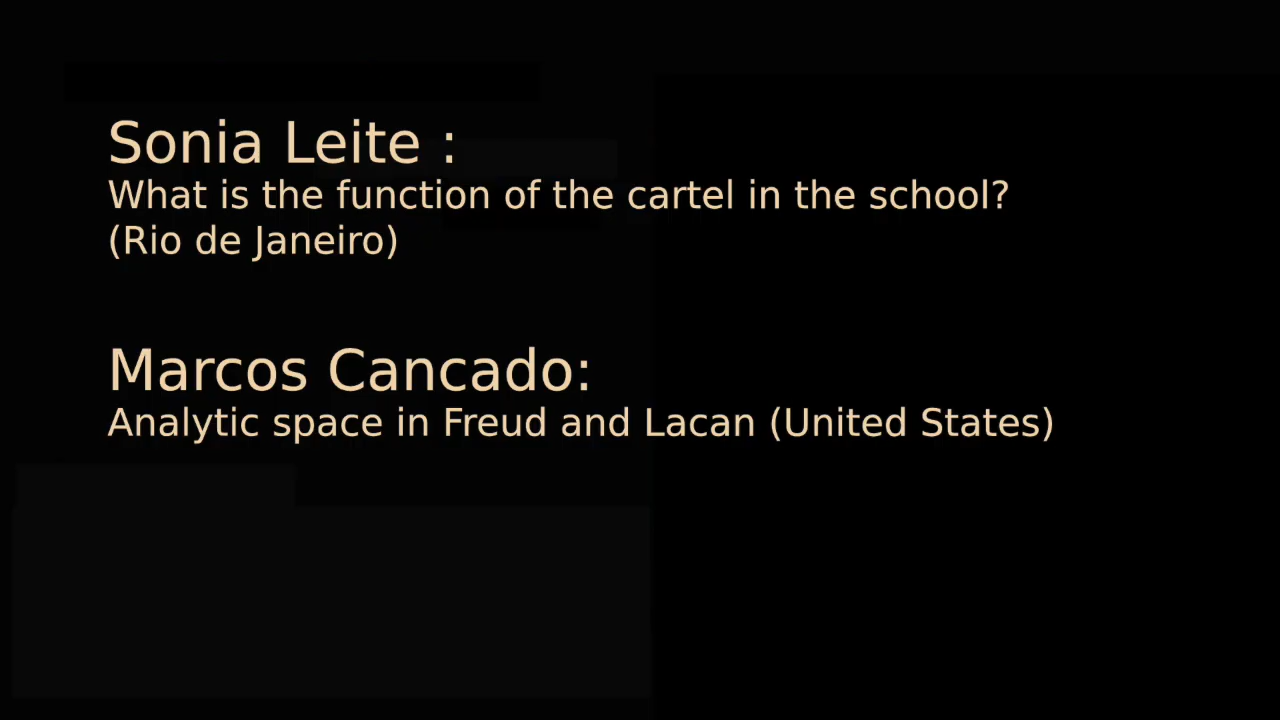 Sonia Leite :
What is the function of the cartel in the school?
(Rio de Janeiro)
Marcos Cancado:
Analytic space in Freud and Lacan (United States)